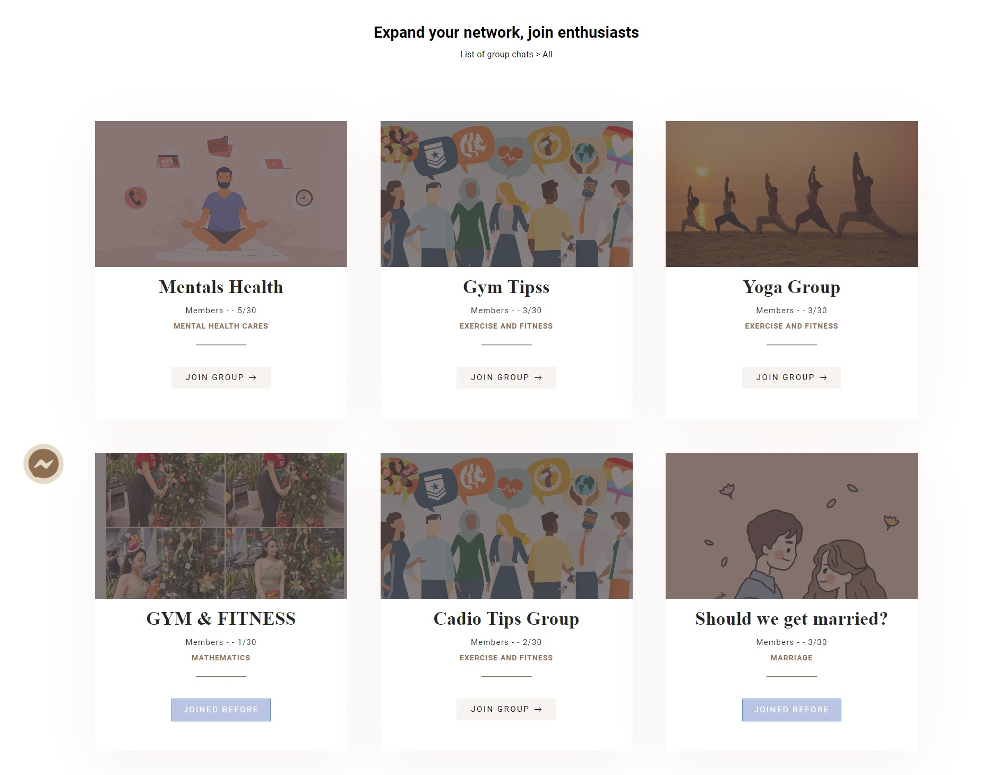 Expand your network, join enthusiasts
List of group chats > All
Mentals Health
Members - - 5/30
MENTAL HEALTH CARES
JOIN GROUP →
Gym Tipss
Members - - 3/30
EXERCISE AND FITNESS
JOIN GROUP →
Yoga Group
Members - - 3/30
EXERCISE AND FITNESS
JOIN GROUP →
GYM & FITNESS
Members - - 1/30
MATHEMATICS
JOINED BEFORE
Cadio Tips Group
Members - - 2/30
EXERCISE AND FITNESS
JOIN GROUP →
Should we get married?
Members - - 3/30
MARRIAGE
JOINED BEFORE